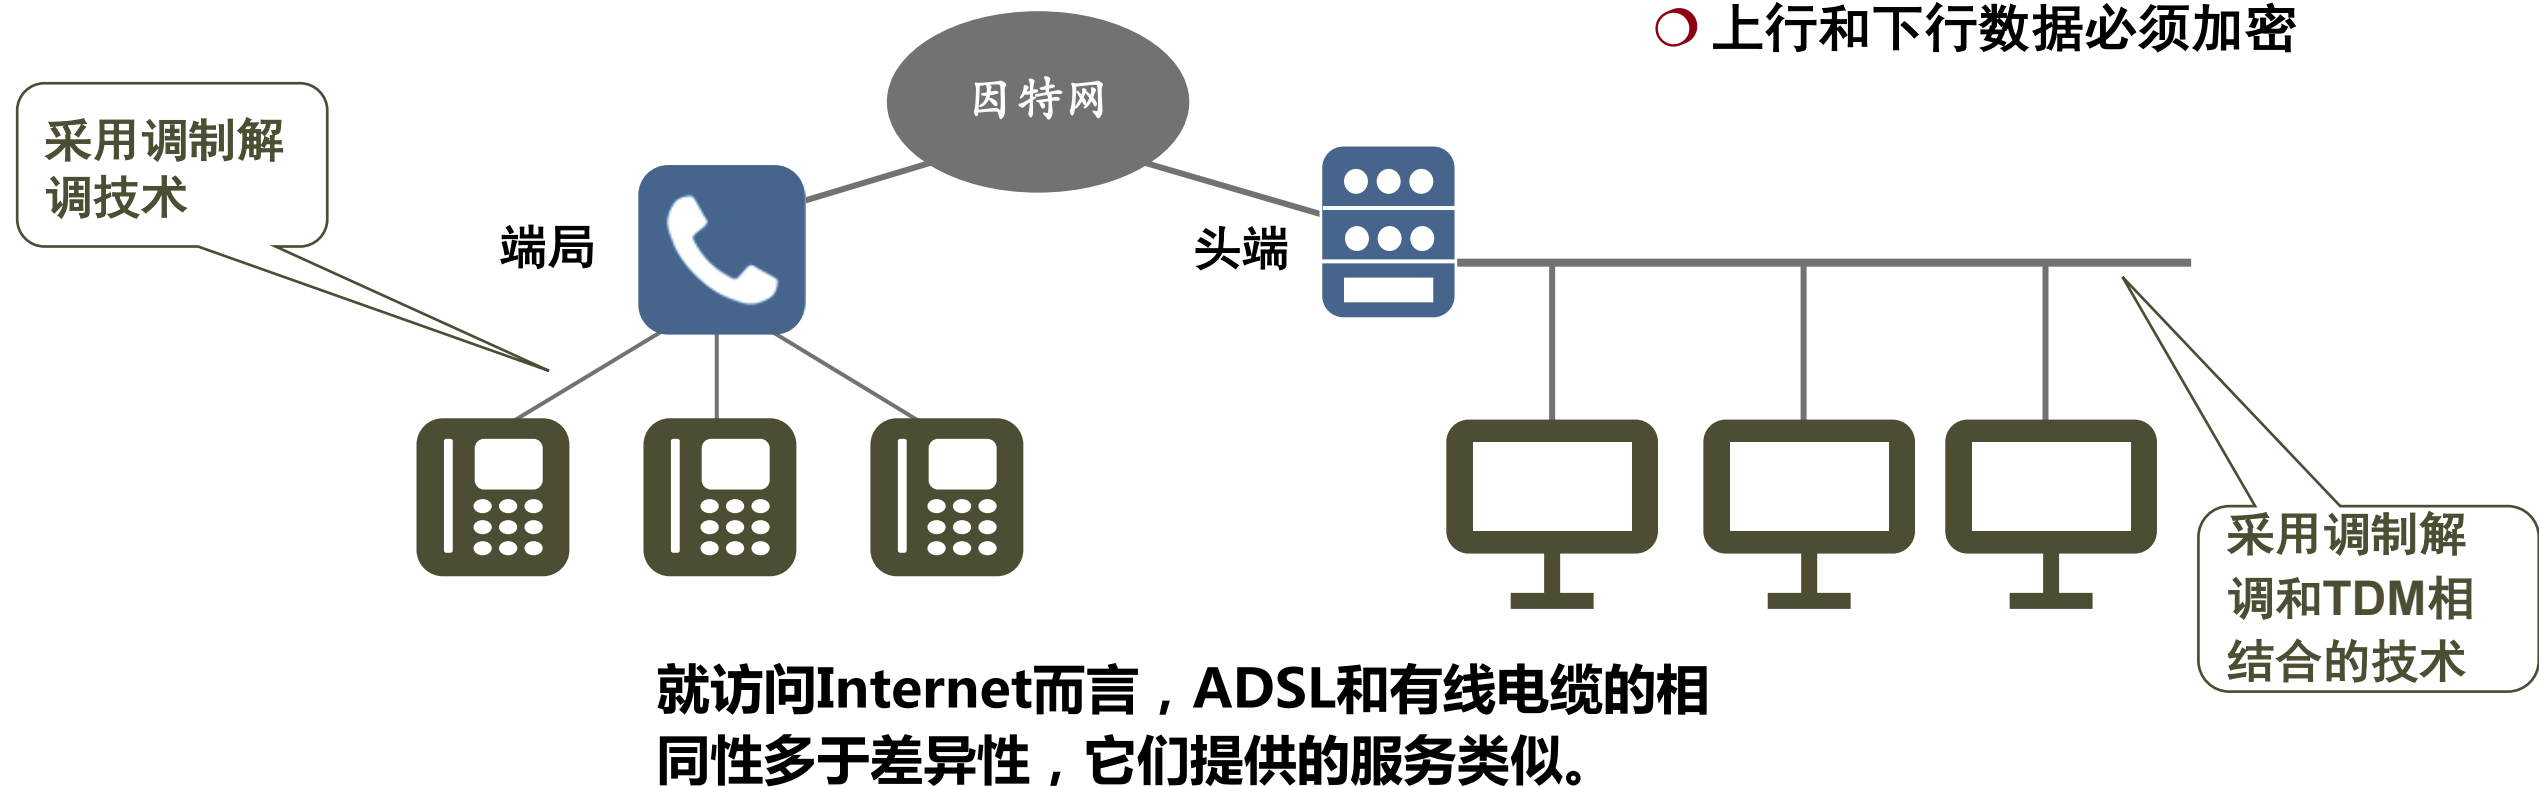 ❍ 上行和下行数据必须加密
因特网
采用调制解
调技术
端局
头端
采用调制解
调和TDM相
结合的技术
就访问Internet而言，ADSL和有线电缆的相
同性多于差异性，它们提供的服务类似。